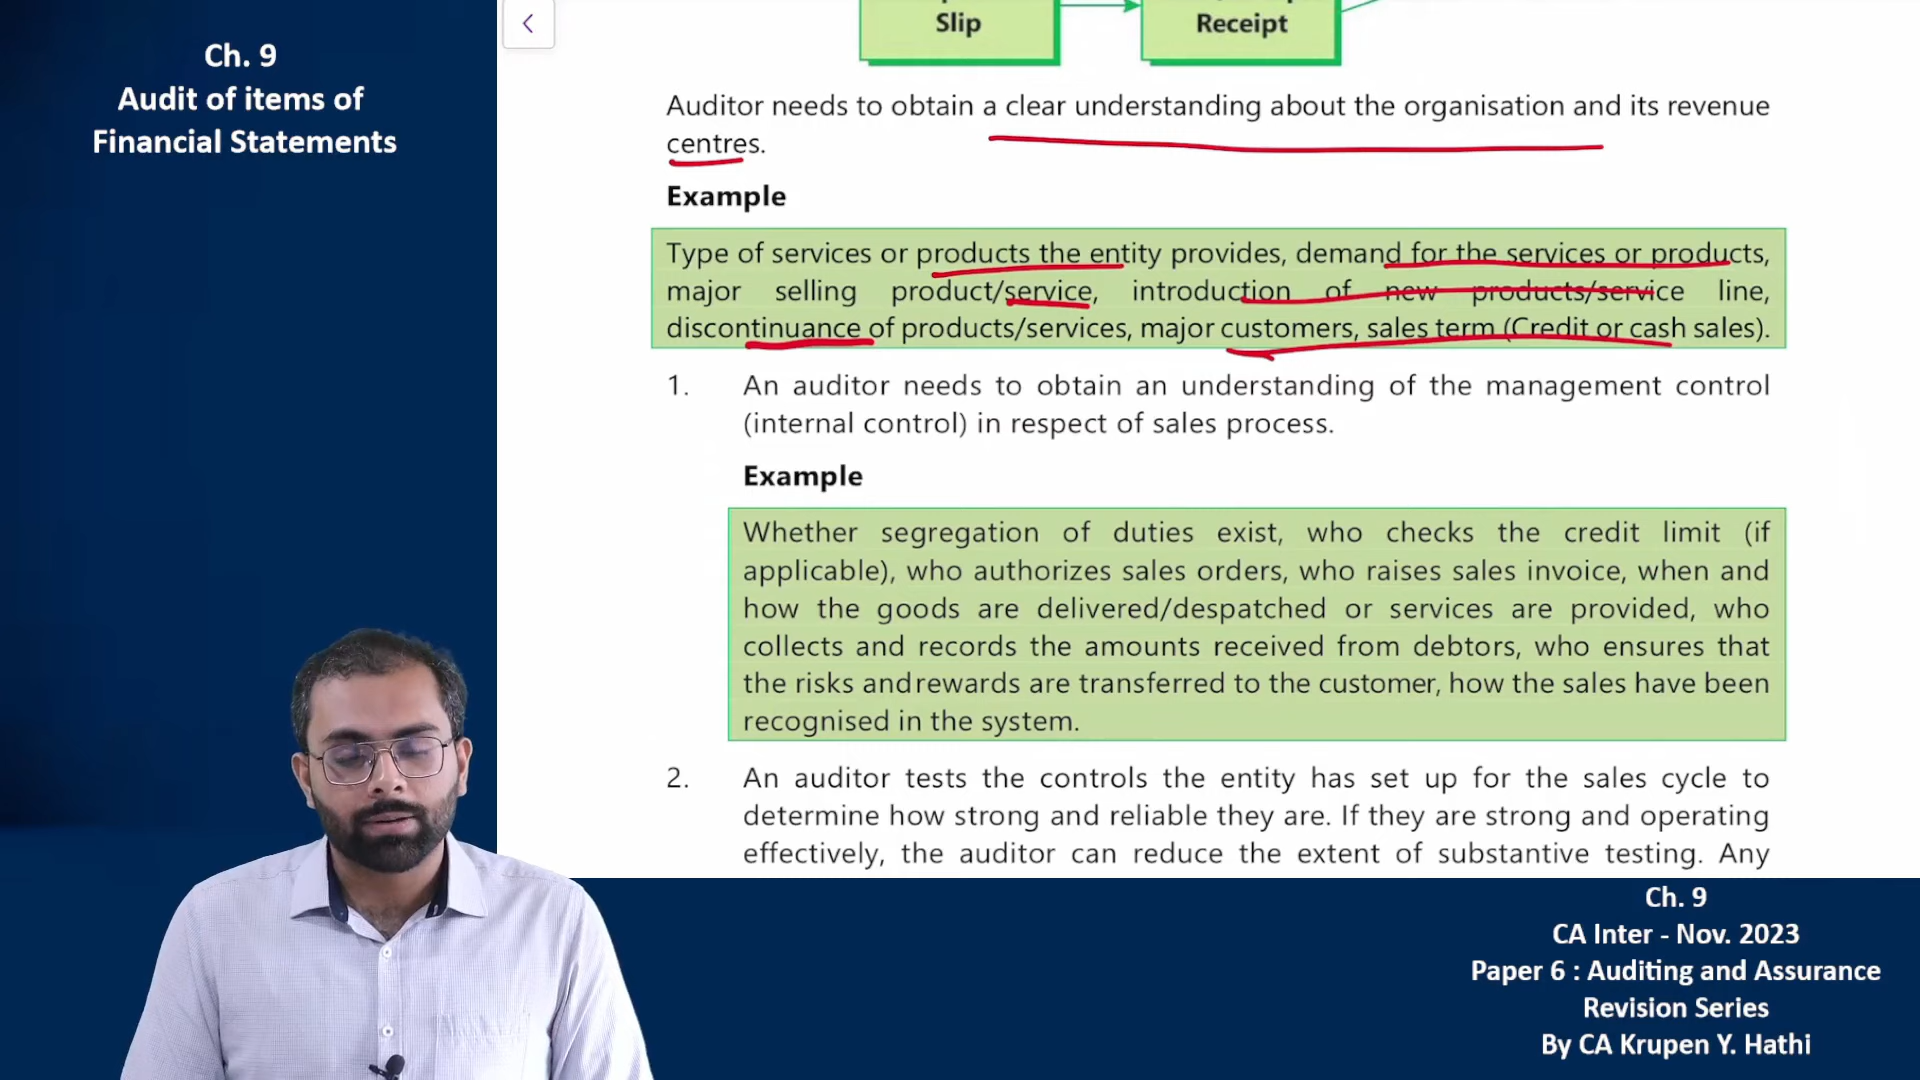 Ch. 9
Audit of items of
Financial Statements
Slip
Receipt
Auditor needs to obtain a clear understanding about the organisation and its revenue
centres.
Example
Type of services or products the entity provides, demand for the services or products,
major selling product/service, introduction of new products/service line,
discontinuance of products/services, major customers, sales term (Credit or cash sales).
1. An auditor needs to obtain an understanding of the management control
(internal control) in respect of sales process.
Example
Whether segregation of duties exist, who checks the credit limit (if
applicable), who authorizes sales orders, who raises sales invoice, when and
how the goods are delivered/despatched or services are provided, who
collects and records the amounts received from debtors, who ensures that
the risks andrewards are transferred to the customer, how the sales have been
recognised in the system.
2. An auditor tests the controls the entity has set up for the sales cycle to
determine how strong and reliable they are. If they are strong and operating
effectively, the auditor can reduce the extent of substantive testing. Any
Ch. 9
CA Inter - Nov. 2023
Paper 6 : Auditing and Assurance
Revision Series
By CA Krupen Y. Hathi